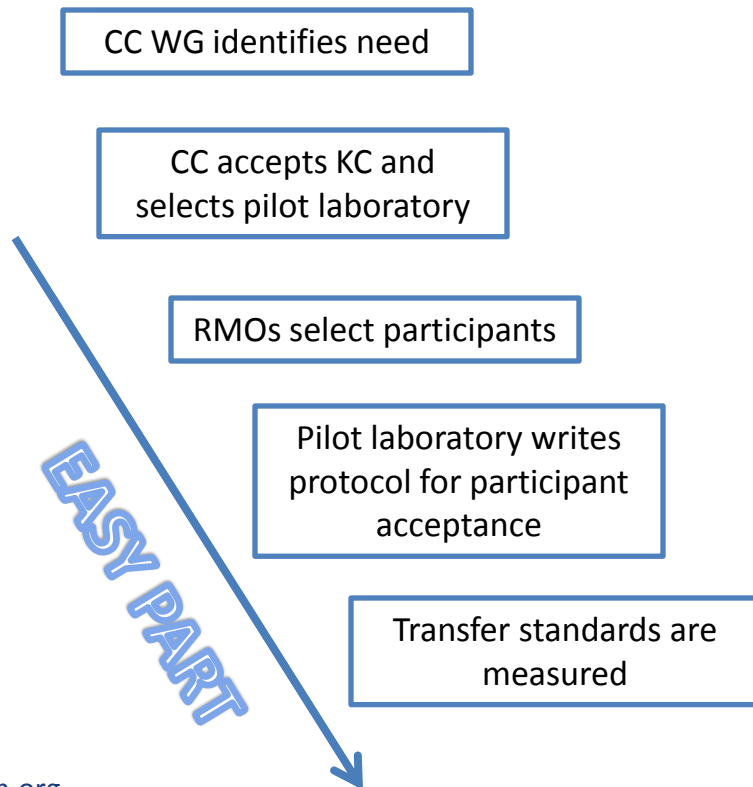 CC WG identifies need
CC accepts KC and
selects pilot laboratory
RMOs select participants
Pilot laboratory writes
protocol for participant
acceptance
Transfer standards are
measured
EASY PART